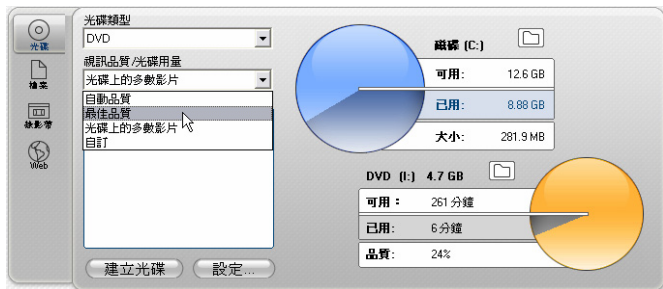 光碟
檔案
錄影帶
Web
光碟類型
DVD
視訊品質/光碟用量
光碟上的多數影片
自動品質
最佳品質
光碟上的多數影片
自訂
建立光碟
設定...
磁碟 (C:)
可用: 12.6 GB
已用: 8.88 GB
大小: 281.9 MB
DVD (I:) 4.7 GB
可用: 261 分鐘
已用: 6 分鐘
品質: 24%